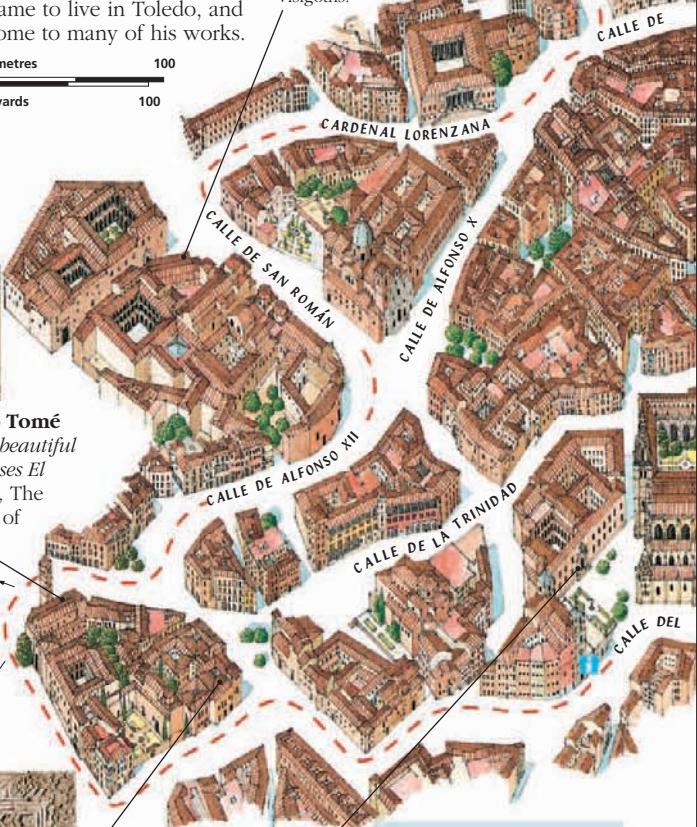 ame to live in Toledo, and
ome to many of his works.
metres 100
yards 100
Visigoths.
CALLE DE
CARDENAL LORENZANA
CALLE DE SAN ROMÁN
CALLE DE ALFONSO X
Tomé
beautiful
ses El
, The
of
CALLE DE ALFONSO XII
CALLE DE LA TRINIDAD
CALLE DEL